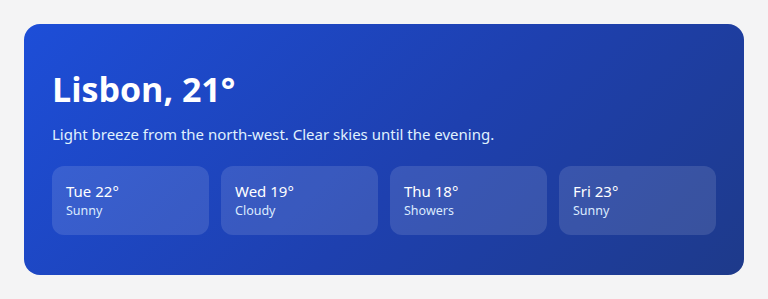 Lisbon, 21°
Light breeze from the north-west. Clear skies until the evening.
Tue 22°
Sunny
Wed 19°
Cloudy
Thu 18°
Showers
Fri 23°
Sunny